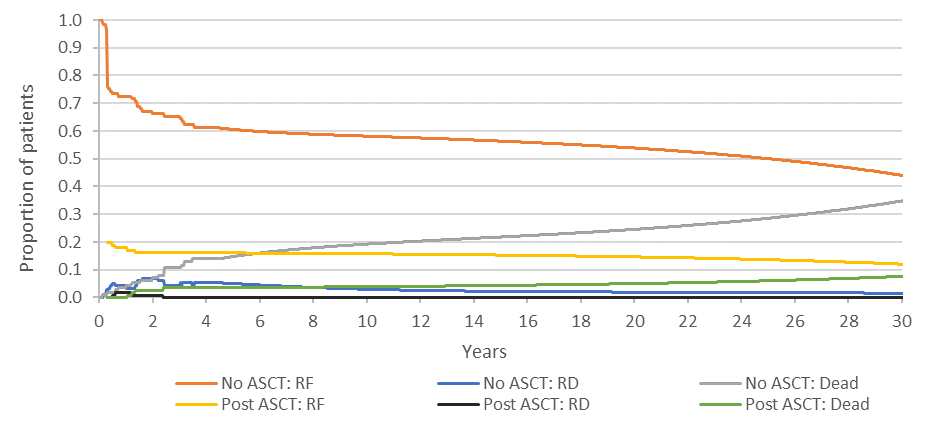 1.0
0.9
0.8
0.7
0.6
0.5
0.4
0.3
0.2
0.1
0.0
Proportion of patients
0 2 4 6 8 10 12 14 16 18 20 22 24 26 28 30
Years
No ASCT: RF No ASCT: RD No ASCT: Dead
Post ASCT: RF Post ASCT: RD Post ASCT: Dead